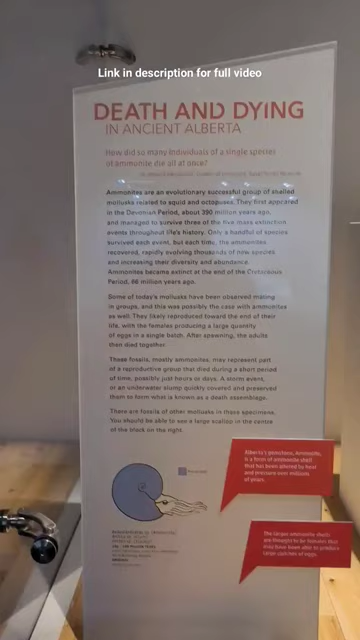 Link in description for full video
DEATH AND DYING
IN ANCIENT ALBERTA
How did so many individuals of a single species
of ammonite die all at once?
Ammonites are an evolutionary successful group of shelled
mollusks related to squid and octopuses. They first appeared
in the Devonian Period, about 390 million years ago,
and managed to survive three of the five mass extinction
events throughout life's history. Only a handful of species
survived each event, but each time, the ammonites
recovered, rapidly evolving thousands of new species
and increasing their diversity and abundance.
Ammonites became extinct at the end of the Cretaceous
Period, 66 million years ago.
Some of today's mollusks have been observed mating
in groups, and this was possibly the case with ammonites
as well. They likely reproduced toward the end of their
life, with the females producing a large quantity
of eggs in a single batch. After spawning, the adults
then died together.
These fossils, mostly ammonites, may represent part
of a reproductive group that died during a short period
of time, possibly just hours or days. A storm event,
or an underwater slump quickly covered and preserved
them to form what is known as a death assemblage.
There are fossils of other mollusks in these specimens.
You should be able to see a large scallop in the centre
of the block on the right.
Alberta's gemstone, Ammolite,
is a form of ammonite shell
that has been altered by heat
and pressure over millions
of years.
The larger ammonite shells
are thought to be females that
may have been able to produce
large clutches of eggs.